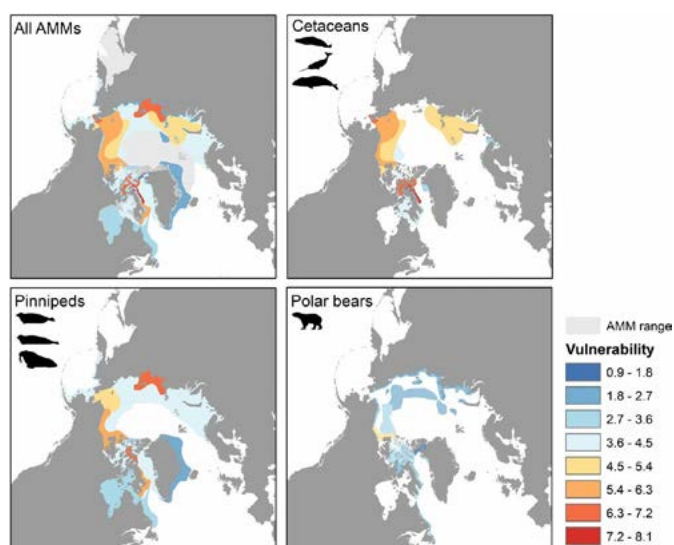 All AMMs
Cetaceans
Pinnipeds
Polar bears
AMM range
Vulnerability
0.9 - 1.8
1.8 - 2.7
2.7 - 3.6
3.6 - 4.5
4.5 - 5.4
5.4 - 6.3
6.3 - 7.2
7.2 - 8.1